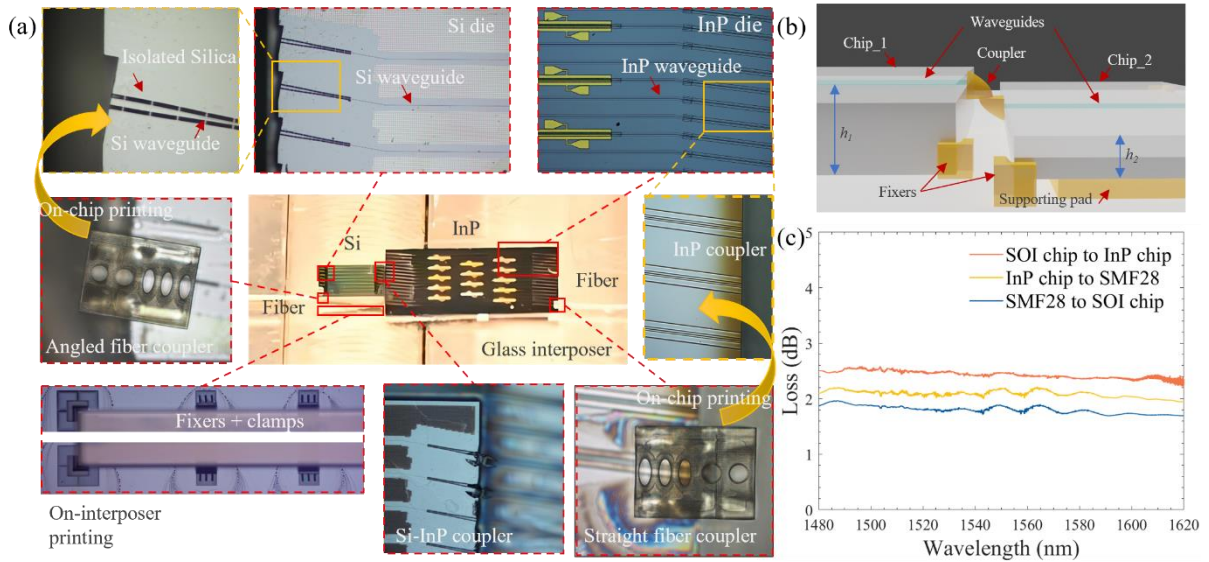 (a)
Isolated Silica
Si waveguide
Si die
Si waveguide
InP die
InP waveguide
On-chip printing
Angled fiber coupler
Si
InP
Fiber
Fiber
Glass interposer
InP coupler
Fixers + clamps
On-interposer
printing
Si-InP coupler
On-chip printing
Straight fiber coupler
(b)
Waveguides
Chip_1
Coupler
Chip_2
h1
h2
Fixers
Supporting pad
(c)
SOI chip to InP chip
InP chip to SMF28
SMF28 to SOI chip
Loss (dB)
5
4
3
2
1
0
1480 1500 1520 1540 1560 1580 1600 1620
Wavelength (nm)